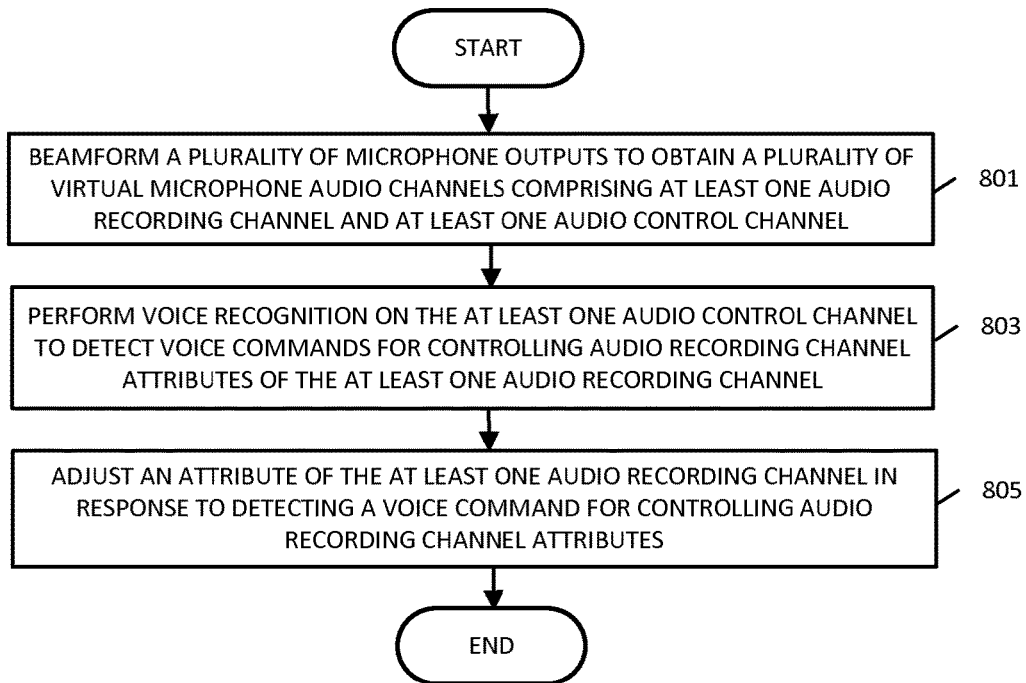 START
BEAMFORM A PLURALITY OF MICROPHONE OUTPUTS TO OBTAIN A PLURALITY OF
VIRTUAL MICROPHONE AUDIO CHANNELS COMPRISING AT LEAST ONE AUDIO
RECORDING CHANNEL AND AT LEAST ONE AUDIO CONTROL CHANNEL
801
PERFORM VOICE RECOGNITION ON THE AT LEAST ONE AUDIO CONTROL CHANNEL
TO DETECT VOICE COMMANDS FOR CONTROLLING AUDIO RECORDING CHANNEL
ATTRIBUTES OF THE AT LEAST ONE AUDIO RECORDING CHANNEL
803
ADJUST AN ATTRIBUTE OF THE AT LEAST ONE AUDIO RECORDING CHANNEL IN
RESPONSE TO DETECTING A VOICE COMMAND FOR CONTROLLING AUDIO
RECORDING CHANNEL ATTRIBUTES
805
END